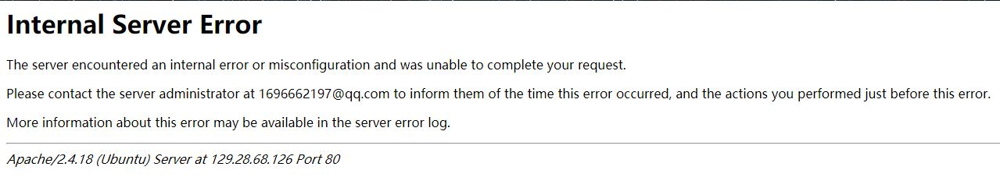 Internal Server Error
The server encountered an internal error or misconfiguration and was unable to complete your request.
Please contact the server administrator at 1696662197@qq.com to inform them of the time this error occurred, and the actions you performed just before this error.
More information about this error may be available in the server error log.
Apache/2.4.18 (Ubuntu) Server at 129.28.68.126 Port 80